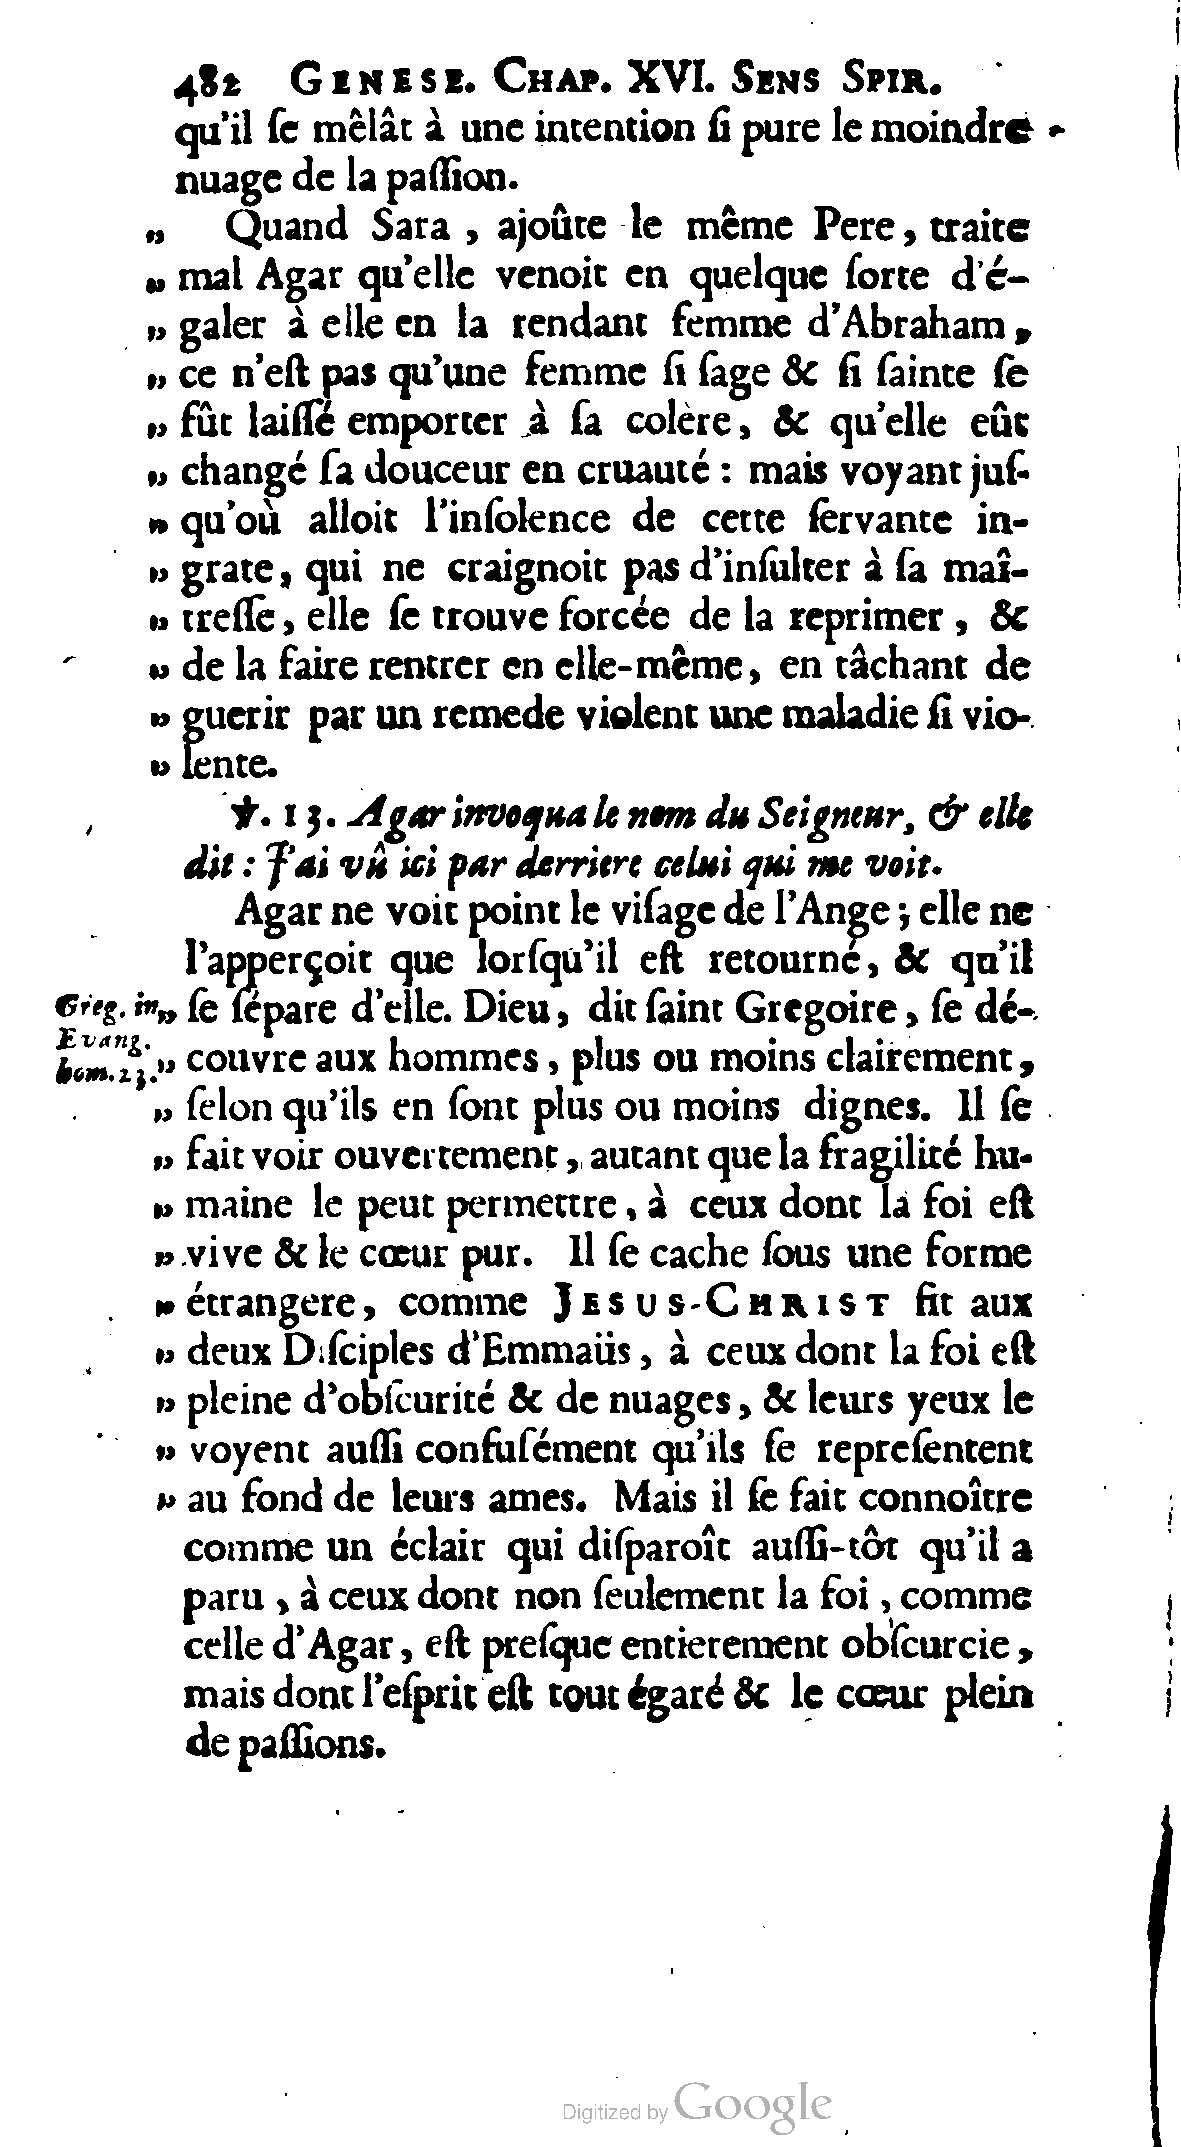 482 GENESE. CHAP. XVI. SENS SPIR.
qu'il ſe mêlât à une intention ſi pure le moindre
nuage de la paſſion.
„ Quand Sara , ajoûte le même Pere , traite
„ mal Agar qu'elle venoit en quelque ſorte d'é-
„ galer à elle en la rendant femme d'Abraham ,
„ ce n'eſt pas qu'une femme ſi ſage & ſi ſainte ſe
„ fût laiſſé emporter à ſa colère , & qu'elle eût
„ changé ſa douceur en cruauté : mais voyant juſ-
„ qu'où alloit l'inſolence de cette ſervante in-
„ grate , qui ne craignoit pas d'inſulter à ſa maî-
„ treſſe , elle ſe trouve forcée de la reprimer , &
„ de la faire rentrer en elle-même , en tâchant de
„ guerir par un remede violent une maladie ſi vio-
„ lente.
℣. 13. Agar invoqua le nom du Seigneur, & elle
dit : J'ai vû ici par derriere celui qui me voit.
Agar ne voit point le viſage de l'Ange ; elle ne
l'apperçoit que lorſqu'il eſt retourné , & qu'il
Greg. in „ ſe ſépare d'elle. Dieu , dit ſaint Gregoire , ſe dé-
Evang.
hom. 23. „ couvre aux hommes , plus ou moins clairement ,
„ ſelon qu'ils en ſont plus ou moins dignes. Il ſe
„ fait voir ouvertement , autant que la fragilité hu-
„ maine le peut permettre , à ceux dont la foi eſt
„ vive & le cœur pur. Il ſe cache ſous une forme
„ étrangere , comme JESUS-CHRIST fit aux
„ deux Diſciples d'Emmaüs , à ceux dont la foi eſt
„ pleine d'obſcurité & de nuages , & leurs yeux le
„ voyent auſſi confuſément qu'ils ſe repreſentent
„ au fond de leurs ames. Mais il ſe fait connoître
comme un éclair qui diſparoît auſſi-tôt qu'il a
paru , à ceux dont non ſeulement la foi , comme
celle d'Agar , eſt preſque entierement obſcurcie ,
mais dont l'eſprit eſt tout égaré & le cœur plein
de paſſions.
Digitized by Google